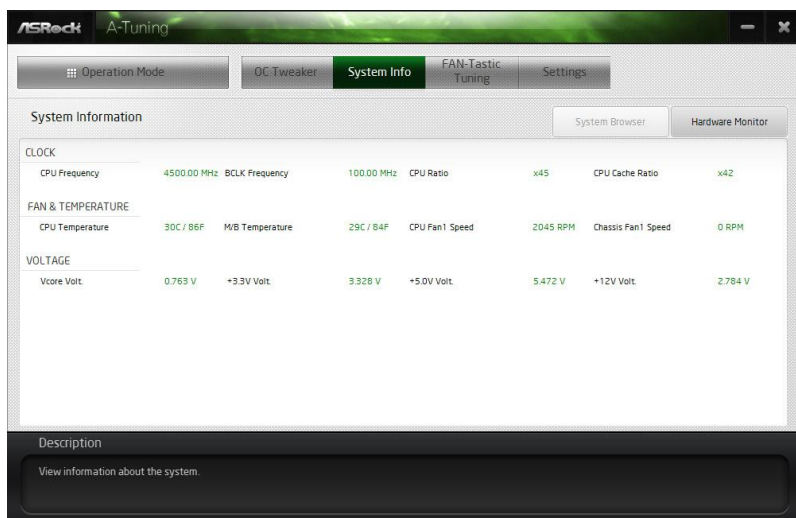 ASRock A-Tuning
Operation Mode OC Tweaker System Info FAN-Tastic Tuning Settings
System Information System Browser Hardware Monitor
CLOCK
CPU Frequency 4500.00 MHz BCLK Frequency 100.00 MHz CPU Ratio x45 CPU Cache Ratio x42
FAN & TEMPERATURE
CPU Temperature 30C / 86F M/B Temperature 29C / 84F CPU Fan1 Speed 2045 RPM Chassis Fan1 Speed 0 RPM
VOLTAGE
Vcore Volt. 0.763 V +3.3V Volt. 3.328 V +5.0V Volt. 5.472 V +12V Volt. 2.784 V
Description
View information about the system.